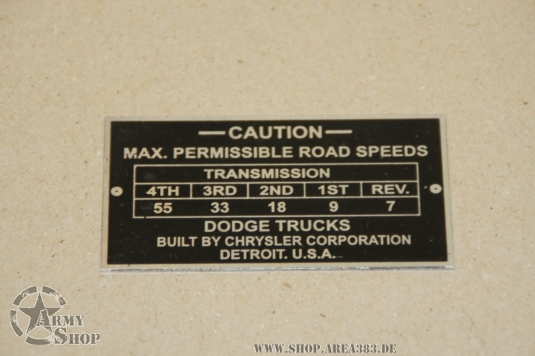 CAUTION
MAX. PERMISSIBLE ROAD SPEEDS
TRANSMISSION
4TH 3RD 2ND 1ST REV.
55 33 18 9 7
DODGE TRUCKS
BUILT BY CHRYSLER CORPORATION
DETROIT. U.S.A.
ARMY
SHOP
WWW.SHOP.AREA383.DE